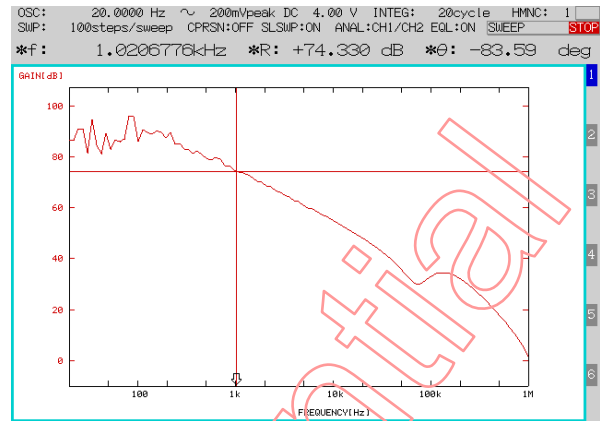 OSC: 20.0000 Hz ～ 200mVpeak DC 4.00 V INTEG: 20cycle HMNC: 1
SWP: 100steps/sweep CPRSN:OFF SLSWP:ON ANAL:CH1/CH2 EQL:ON SWEEP STOP
*f: 1.0206776kHz *R: +74.330 dB *θ: -83.59 deg
GAIN[dB]
1
100
2
80
3
60
4
40
5
20
6
0
100 1k 10k 100k 1M
FREQUENCY[Hz]
ntial